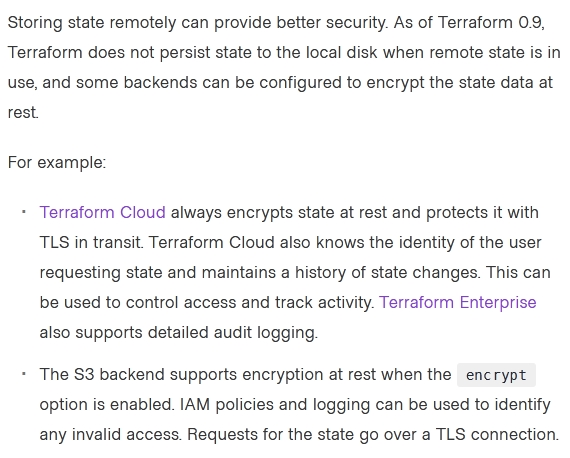 Storing state remotely can provide better security. As of Terraform 0.9,
Terraform does not persist state to the local disk when remote state is in
use, and some backends can be configured to encrypt the state data at
rest.
For example:
▪ Terraform Cloud always encrypts state at rest and protects it with
TLS in transit. Terraform Cloud also knows the identity of the user
requesting state and maintains a history of state changes. This can
be used to control access and track activity. Terraform Enterprise
also supports detailed audit logging.
▪ The S3 backend supports encryption at rest when the encrypt
option is enabled. IAM policies and logging can be used to identify
any invalid access. Requests for the state go over a TLS connection.